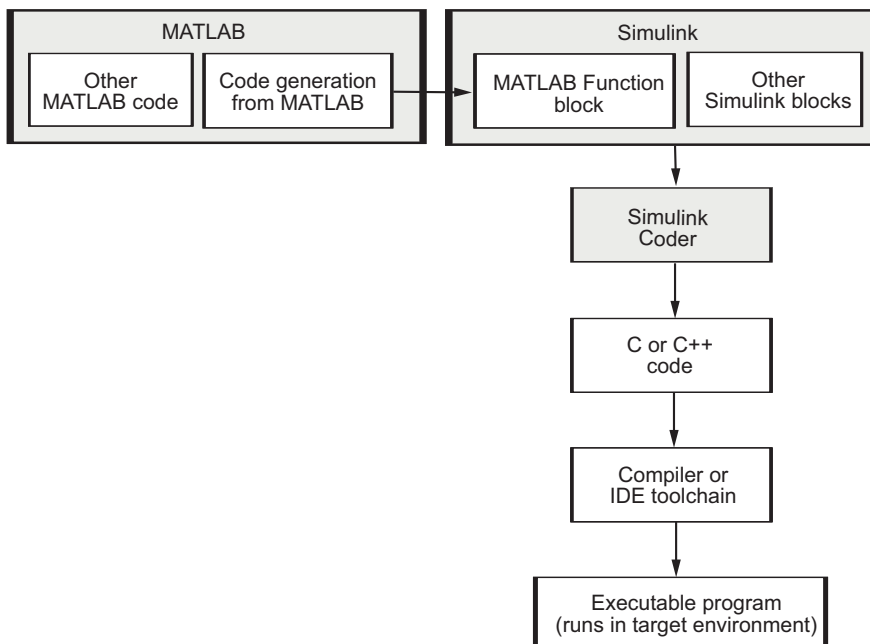 MATLAB
Other
MATLAB code
Code generation
from MATLAB
Simulink
MATLAB Function
block
Other
Simulink blocks
Simulink
Coder
C or C++
code
Compiler or
IDE toolchain
Executable program
(runs in target environment)